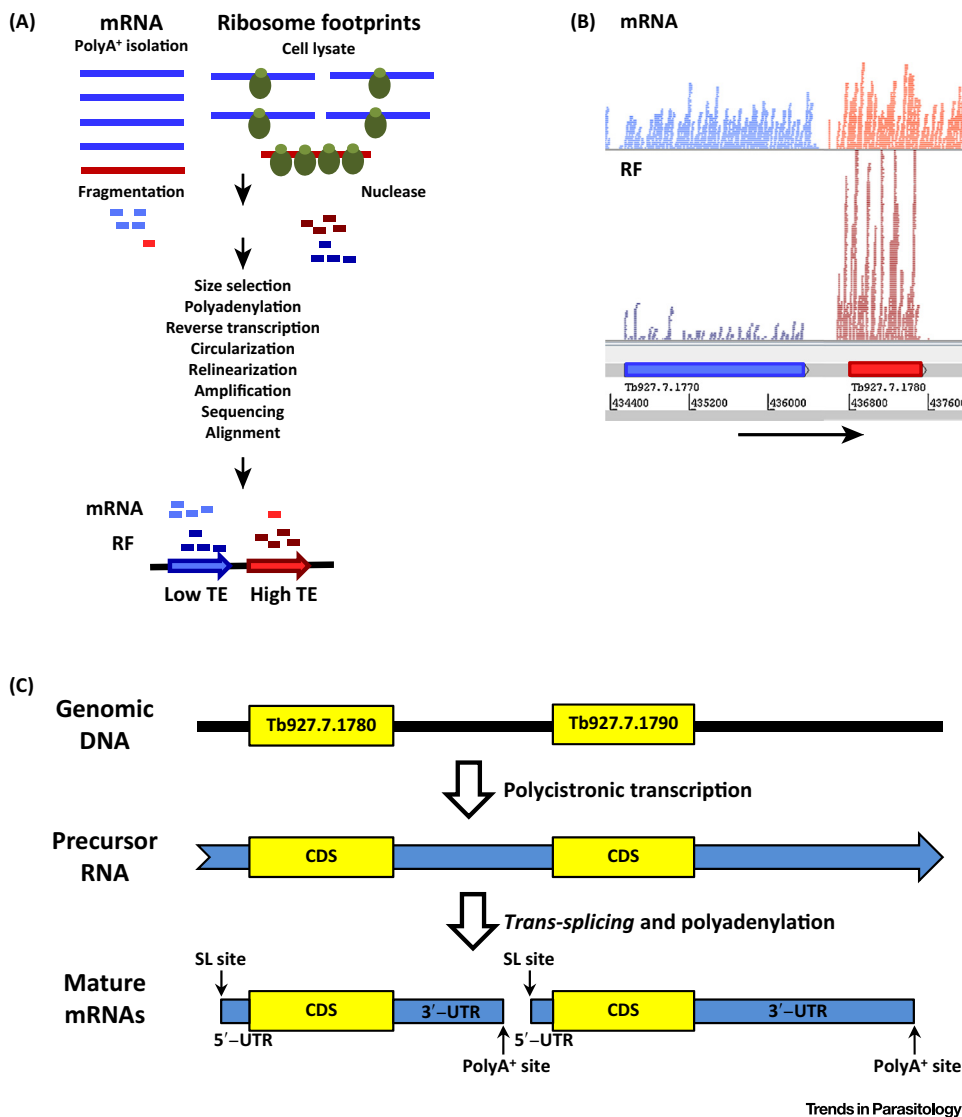 (A)
mRNA
PolyA⁺ isolation
Ribosome footprints
Cell lysate
Fragmentation
Nuclease
Size selection
Polyadenylation
Reverse transcription
Circularization
Relinearization
Amplification
Sequencing
Alignment
mRNA
RF
Low TE
High TE
(B)
mRNA
RF
Tb927.7.1770
Tb927.7.1780
434400
435200
436000
436800
437600
(C)
Genomic
DNA
Tb927.7.1780
Tb927.7.1790
Polycistronic transcription
Precursor
RNA
CDS
CDS
Trans-splicing and polyadenylation
SL site
SL site
Mature
mRNAs
CDS
3′–UTR
CDS
3′–UTR
5′–UTR
5′–UTR
PolyA⁺ site
PolyA⁺ site
Trends in Parasitology